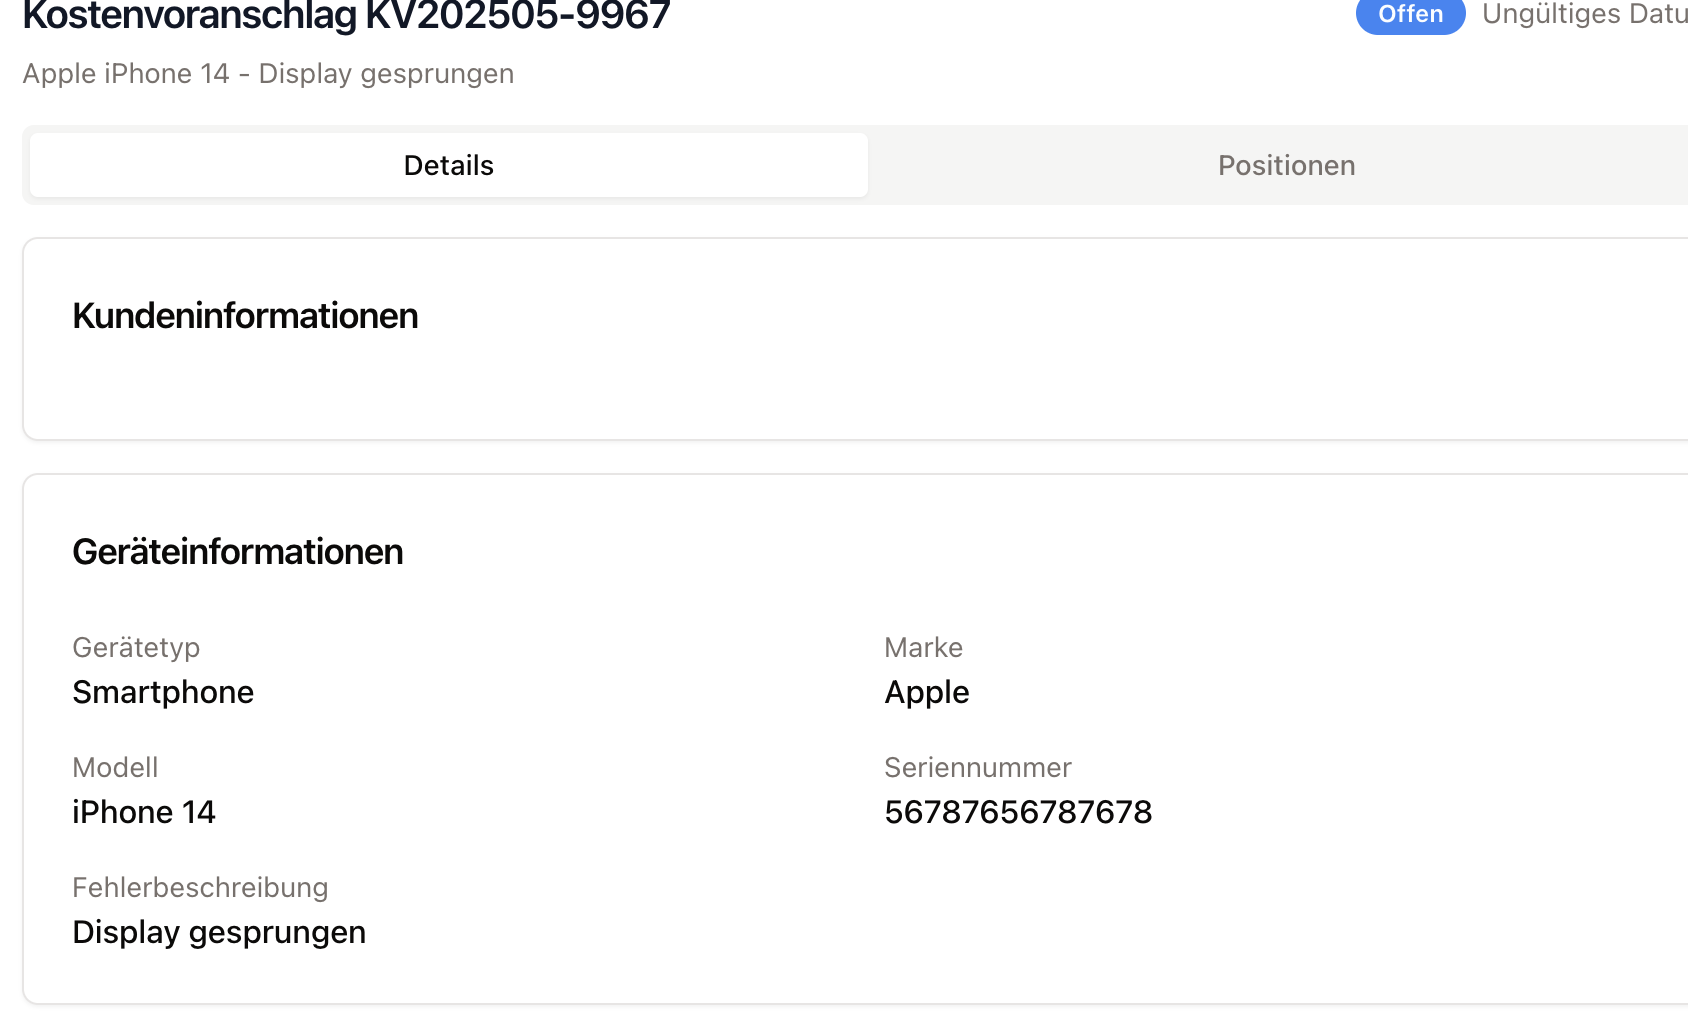 Kostenvoranschlag KV202505-9967
Offen
Ungültiges Datu
Apple iPhone 14 - Display gesprungen
Details
Positionen
Kundeninformationen
Geräteinformationen
Gerätetyp
Smartphone
Marke
Apple
Modell
iPhone 14
Seriennummer
56787656787678
Fehlerbeschreibung
Display gesprungen